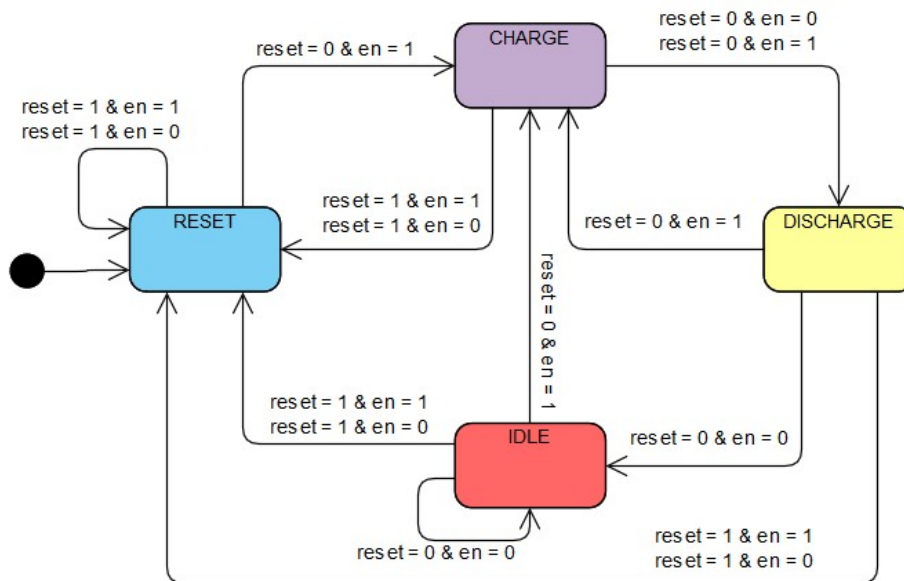 CHARGE
reset = 0 & en = 0
reset = 0 & en = 1
reset = 0 & en = 1
reset = 1 & en = 1
reset = 1 & en = 0
RESET
reset = 1 & en = 1
reset = 1 & en = 0
reset = 0 & en = 1
DISCHARGE
reset = 0 & en = 1
reset = 1 & en = 1
reset = 1 & en = 0
IDLE
reset = 0 & en = 0
reset = 0 & en = 0
reset = 1 & en = 1
reset = 1 & en = 0